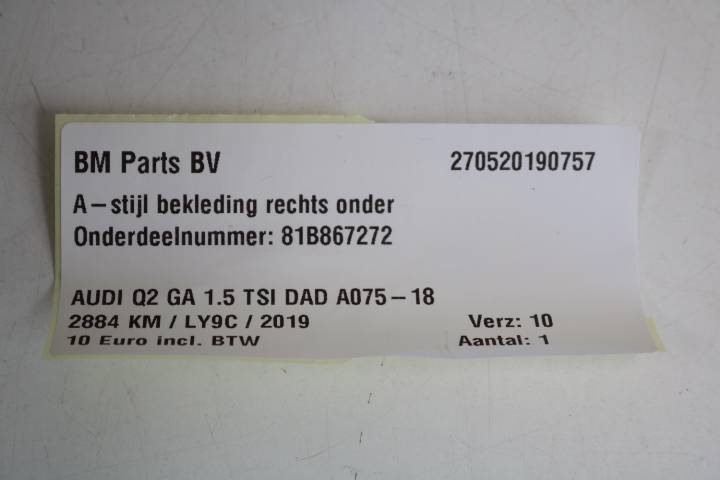 BM Parts BV 270520190757
A-stijl bekleding rechts onder
Onderdeelnummer: 81B867272
AUDI Q2 GA 1.5 TSI DAD A075-18
2884 KM / LY9C / 2019 Verz: 10
10 Euro incl. BTW Aantal: 1